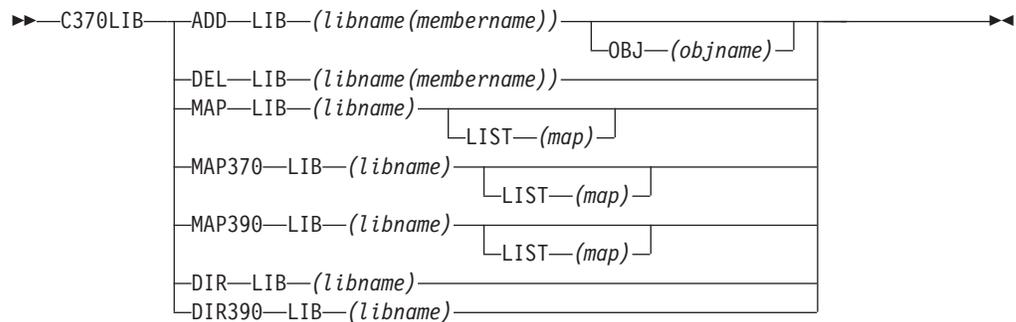 C370LIB ADD LIB (libname(membername))
OBJ (objname)
DEL LIB (libname(membername))
MAP LIB (libname)
LIST (map)
MAP370 LIB (libname)
LIST (map)
MAP390 LIB (libname)
LIST (map)
DIR LIB (libname)
DIR390 LIB (libname)